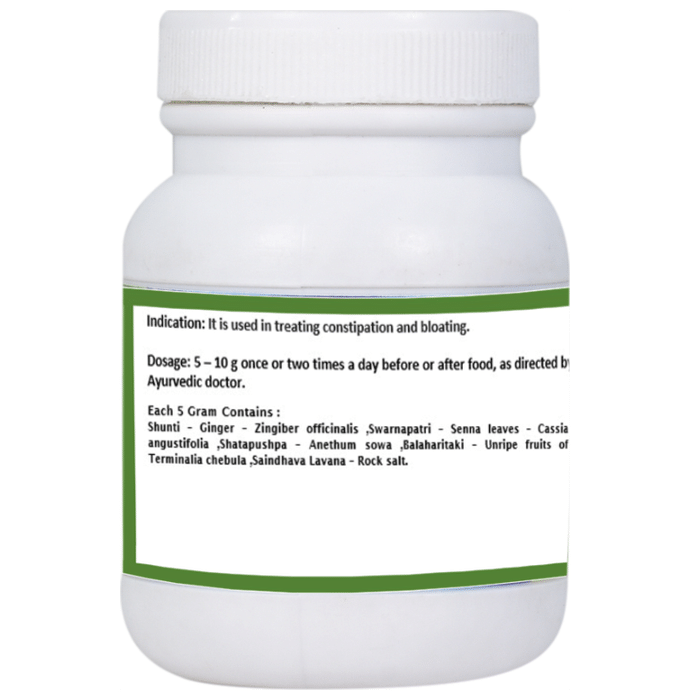 Indication: It is used in treating constipation and bloating.
Dosage: 5 – 10 g once or two times a day before or after food, as directed by
Ayurvedic doctor.
Each 5 Gram Contains :
Shunti - Ginger - Zingiber officinalis ,Swarnapatri - Senna leaves - Cassia
angustifolia ,Shatapushpa - Anethum sowa ,Balaharitaki - Unripe fruits of
Terminalia chebula ,Saindhava Lavana - Rock salt.